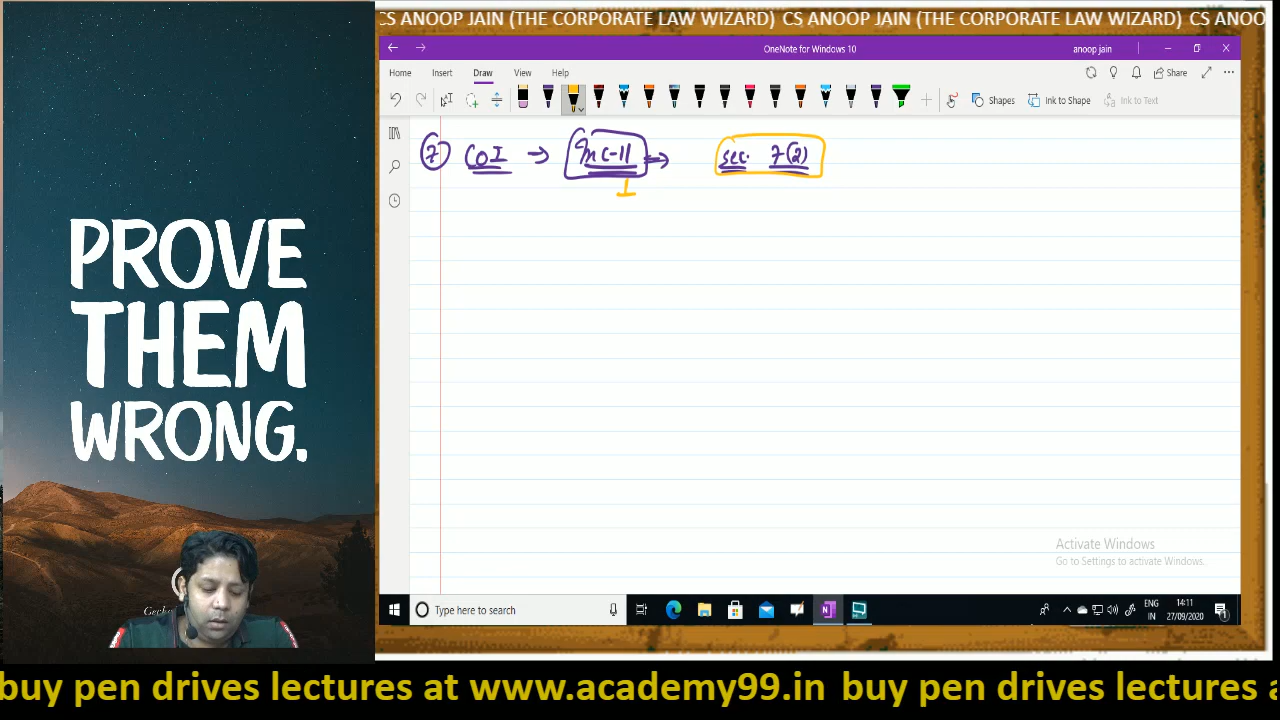 CS ANOOP JAIN (THE CORPORATE LAW WIZARD) CS ANOOP JAIN (THE CORPORATE LAW WIZARD) CS ANOO
OneNote for Windows 10
anoop jain
Home Insert Draw View Help
Share
Shapes Ink to Shape Ink to Text
7 COI → Inc-11 ⇒ sec. 7(2)
I
PROVE
THEM
WRONG.
Activate Windows
Go to Settings to activate Windows.
Type here to search
ENG
IN
14:11
27/09/2020
1
buy pen drives lectures at www.academy99.in buy pen drives lectures a